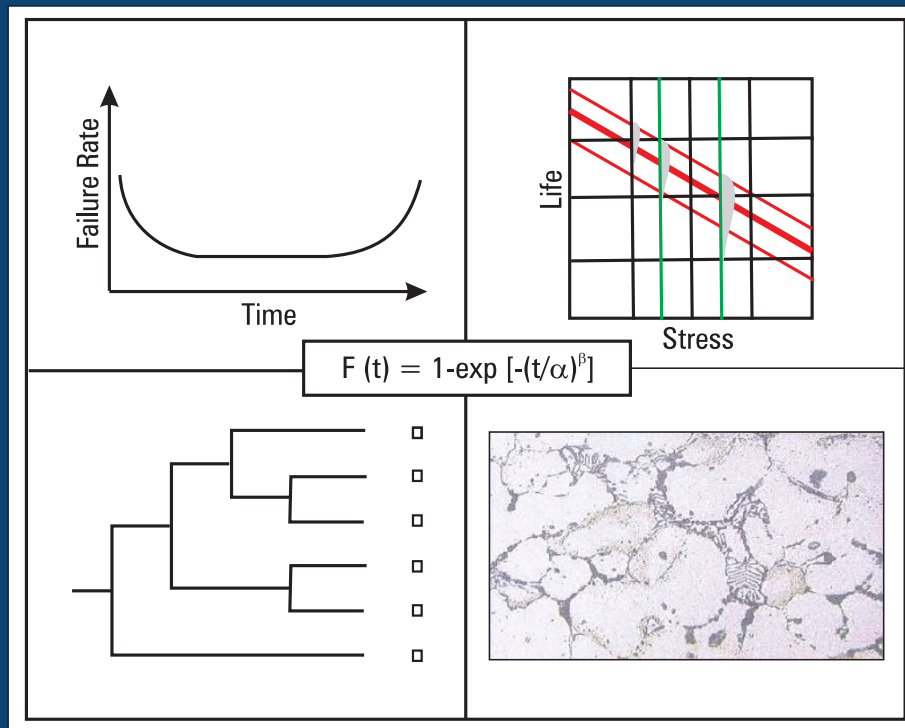 Failure Rate
Time
Life
Stress
F (t) = 1-exp [-(t/α)^β]